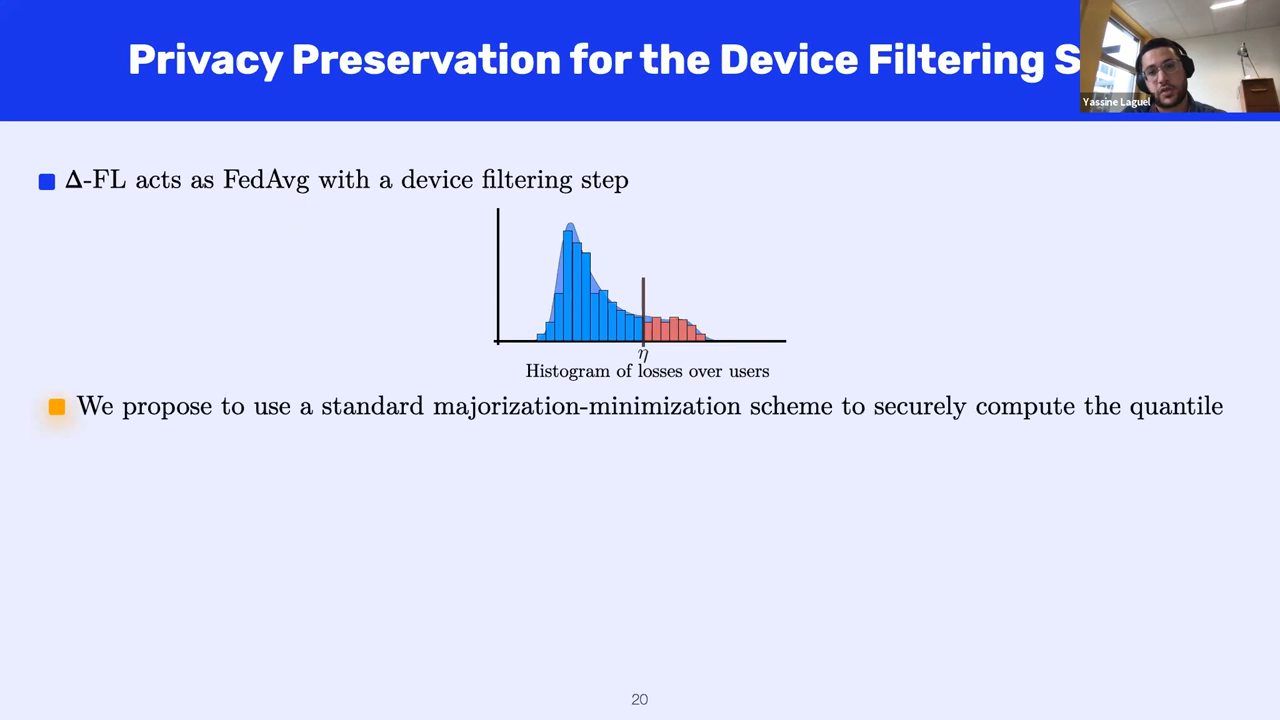 Privacy Preservation for the Device Filtering S
Yassine Laguel
Δ-FL acts as FedAvg with a device filtering step
η
Histogram of losses over users
We propose to use a standard majorization-minimization scheme to securely compute the quantile
20